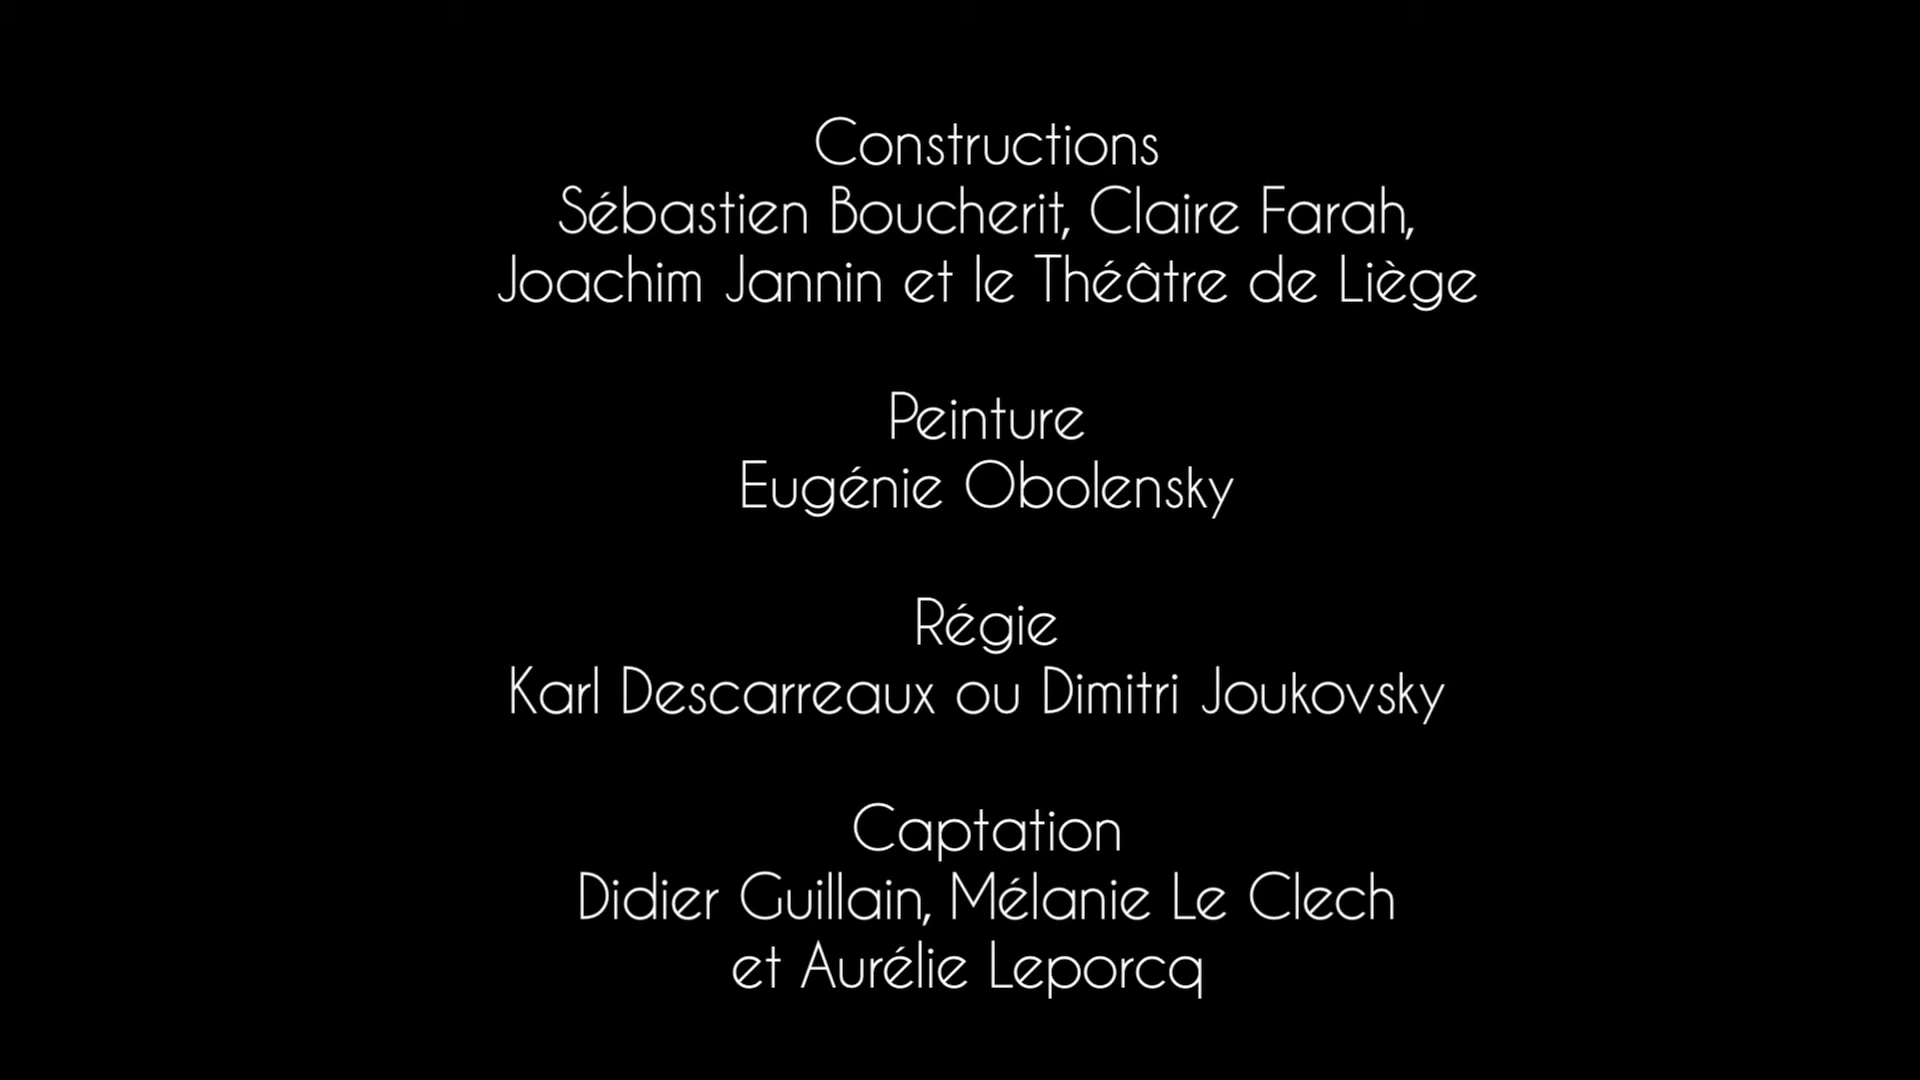 Constructions
Sébastien Boucherit, Claire Farah,
Joachim Jannin et le Théâtre de Liège
Peinture
Eugénie Obolensky
Régie
Karl Descarreaux ou Dimitri Joukovsky
Captation
Didier Guillain, Mélanie Le Clech
et Aurélie Leporcq